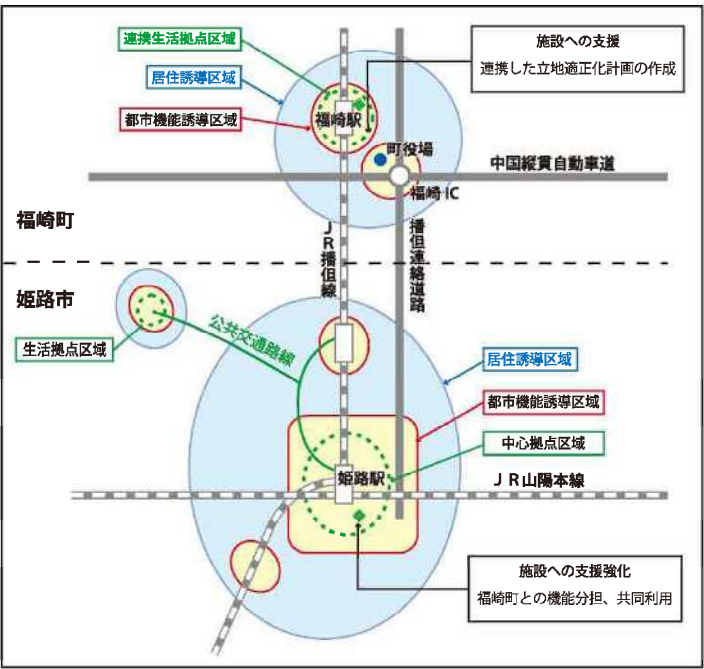 連携生活拠点区域
施設への支援
連携した立地適正化計画の作成
居住誘導区域
都市機能誘導区域
福崎駅
町役場
中国縦貫自動車道
福崎IC
福崎町
JR播但線
播但連絡道路
姫路市
公共交通路線
生活拠点区域
居住誘導区域
都市機能誘導区域
中心拠点区域
姫路駅
JR山陽本線
施設への支援強化
福崎町との機能分担、共同利用